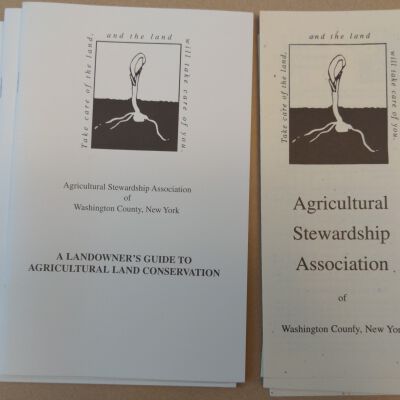 Take care of the land,
and the land
will take care of you.
Agricultural Stewardship Association
of
Washington County, New York
A LANDOWNER'S GUIDE TO
AGRICULTURAL LAND CONSERVATION
Take care of the land,
and the land
will take care of you.
Agricultural
Stewardship
Association
of
Washington County, New Yor